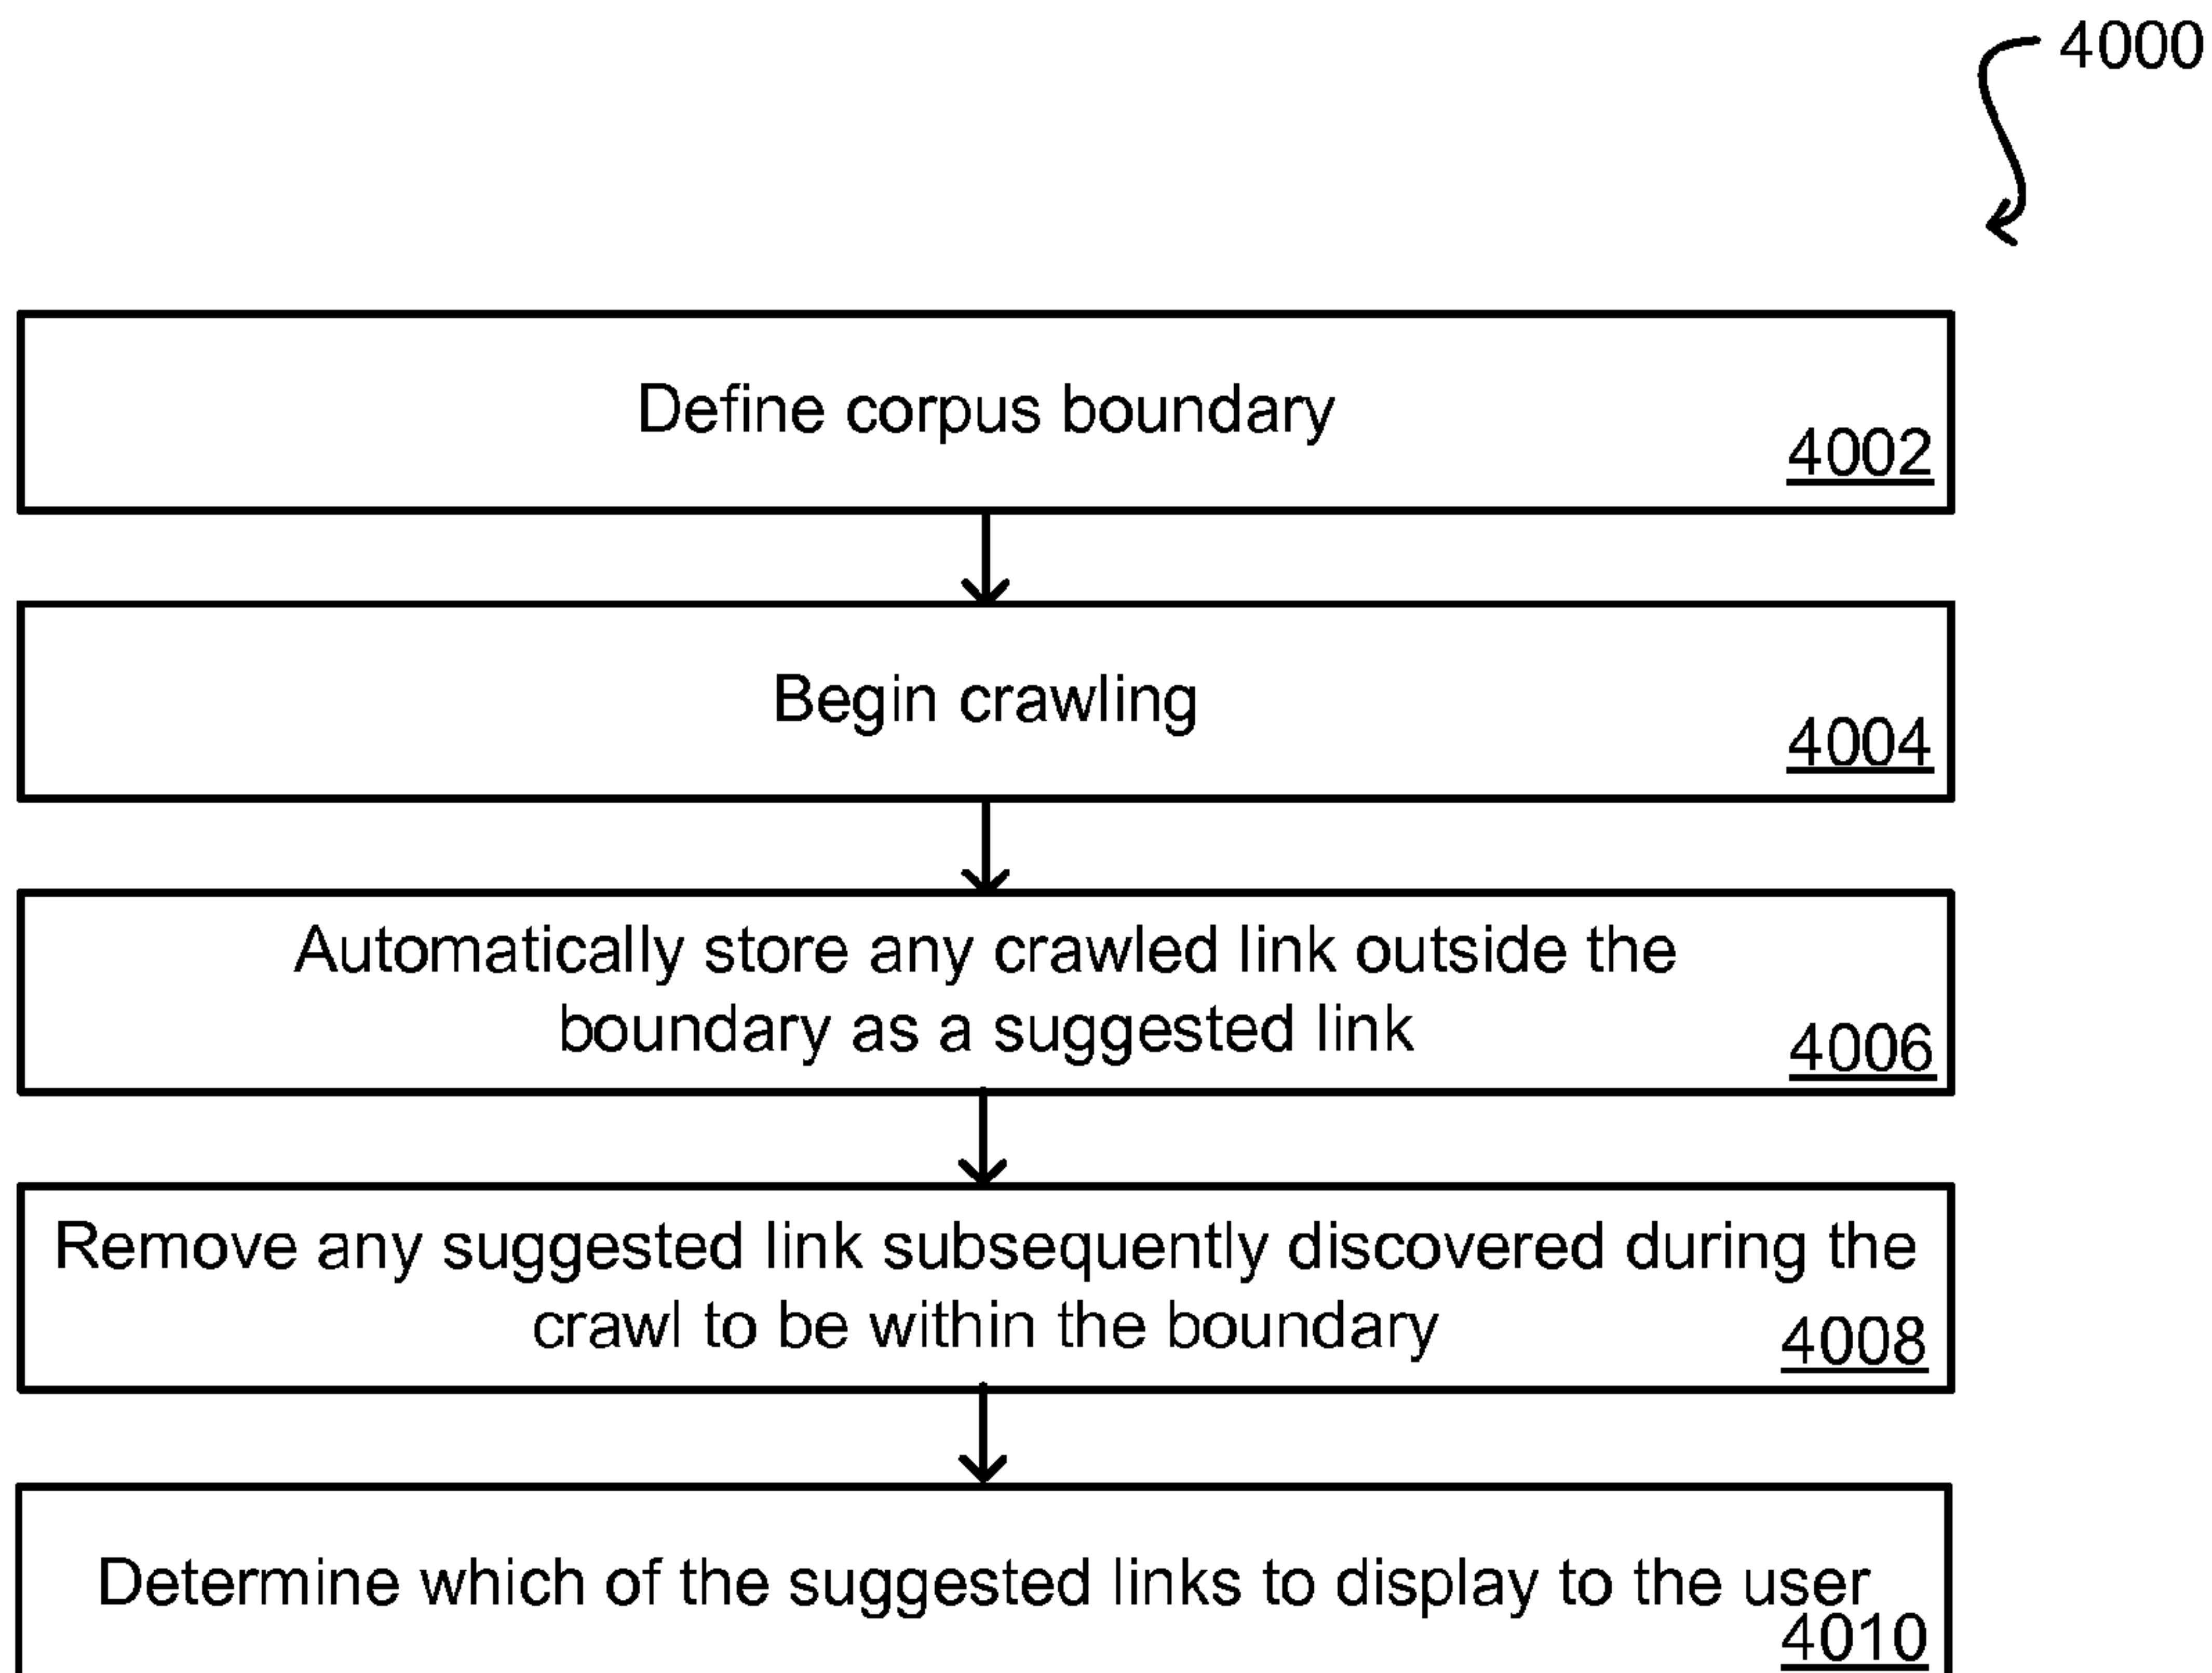 4000
Define corpus boundary
4002
Begin crawling
4004
Automatically store any crawled link outside the
boundary as a suggested link
4006
Remove any suggested link subsequently discovered during the
crawl to be within the boundary
4008
Determine which of the suggested links to display to the user
4010